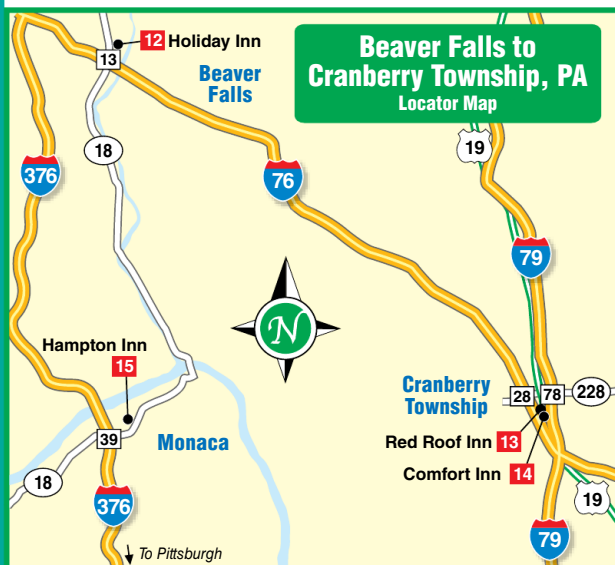 Beaver Falls to
Cranberry Township, PA
Locator Map
12 Holiday Inn
13
Beaver
Falls
18
19
376
76
79
N
Hampton Inn
15
Cranberry
Township
28 78 228
Red Roof Inn 13
39
Monaca
Comfort Inn 14
18
376
19
79
To Pittsburgh